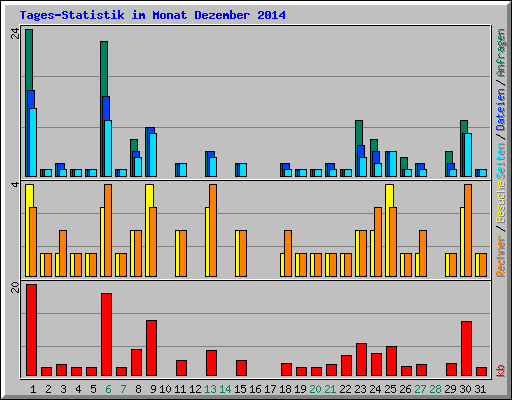 Tages-Statistik im Monat Dezember 2014
24
4
20
Rechner / Besuche Seiten / Dateien / Anfragen
kb
1 2 3 4 5 6 7 8 9 10 11 12 13 14 15 16 17 18 19 20 21 22 23 24 25 26 27 28 29 30 31